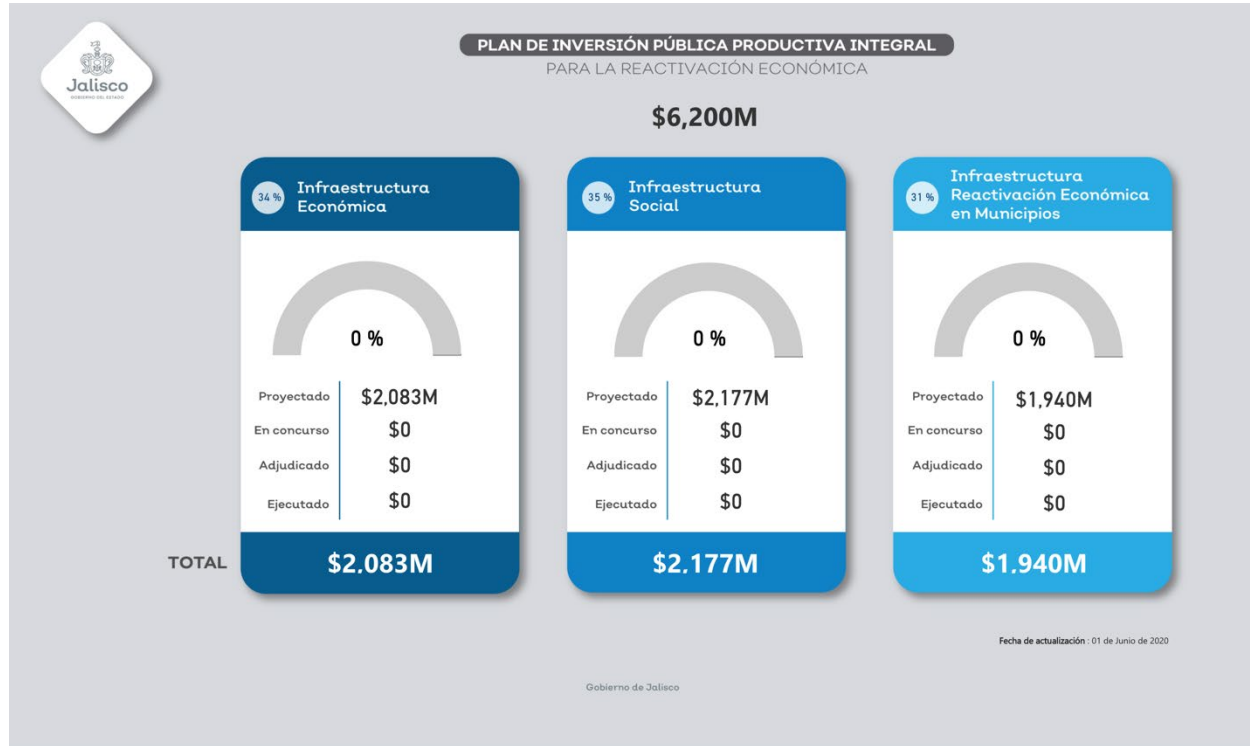 Jalisco
GOBIERNO DEL ESTADO
PLAN DE INVERSIÓN PÚBLICA PRODUCTIVA INTEGRAL
PARA LA REACTIVACIÓN ECONÓMICA
$6,200M
34 %
Infraestructura
Económica
0 %
Proyectado $2,083M
En concurso $0
Adjudicado $0
Ejecutado $0
35 %
Infraestructura
Social
0 %
Proyectado $2,177M
En concurso $0
Adjudicado $0
Ejecutado $0
31 %
Infraestructura
Reactivación Económica
en Municipios
0 %
Proyectado $1,940M
En concurso $0
Adjudicado $0
Ejecutado $0
TOTAL $2.083M $2.177M $1.940M
Fecha de actualización : 01 de Junio de 2020
Gobierno de Jalisco